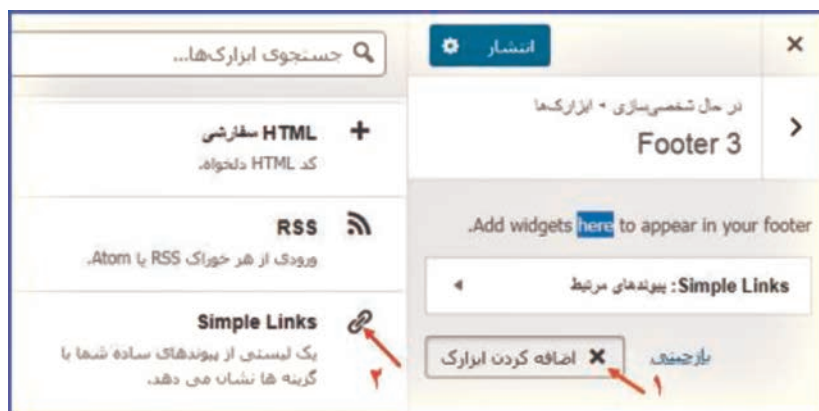 انتشار
در حال شخصی‌سازی • ابزارک‌ها
Footer 3
Add widgets here to appear in your footer.
Simple Links: پیوندهای مرتبط
بازچینی
اضافه کردن ابزارک
۱
جستجوی ابزارک‌ها...
HTML سفارشی
کد HTML دلخواه.
RSS
ورودی از هر خوراک RSS یا Atom.
Simple Links
یک لیستی از پیوندهای ساده شما با
گزینه ها نشان می دهد.
۲